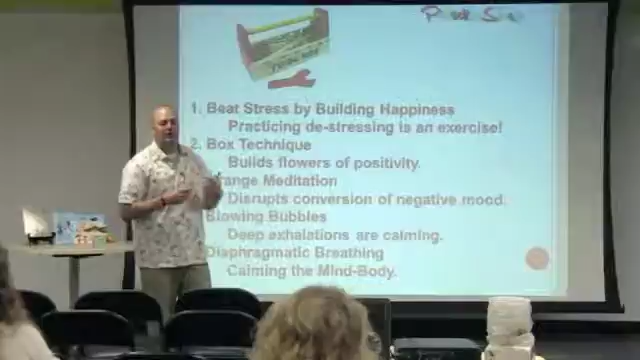 1. Beat Stress by Building Happiness
Practicing de-stressing is an exercise!
2. Box Technique
Builds flowers of positivity.
Meditation
Disrupts conversion of negative mood.
Blowing Bubbles
Deep exhalations are calming.
Diaphragmatic Breathing
Calming the Mind-Body.